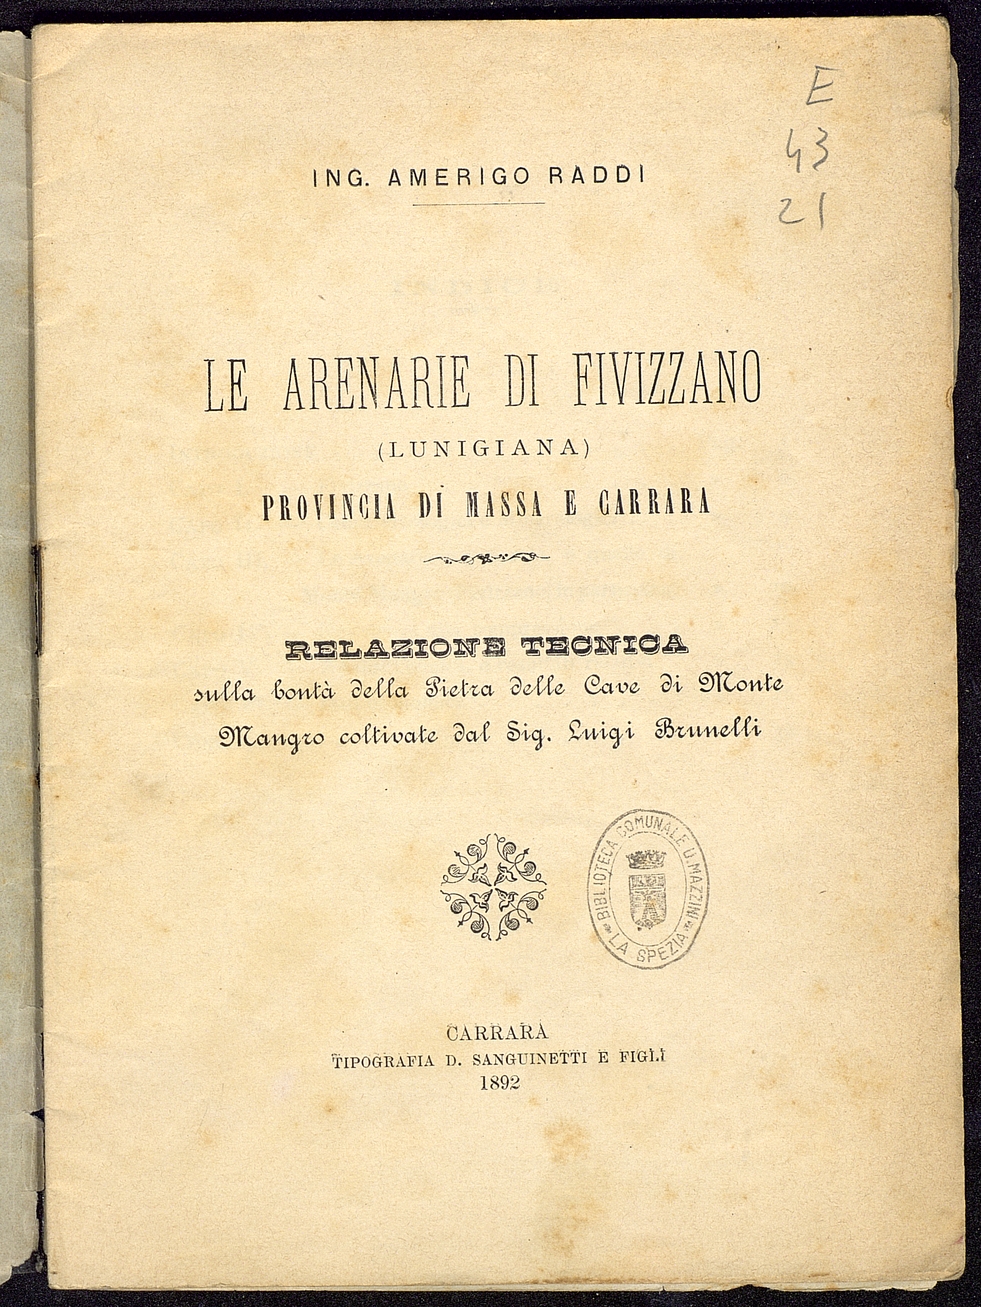 E
43
21
ING. AMERIGO RADDI
LE ARENARIE DI FIVIZZANO
(LUNIGIANA)
PROVINCIA DI MASSA E CARRARA
RELAZIONE TECNICA
sulla bontà della Pietra delle Cave di Monte
Mangro coltivate dal Sig. Luigi Brunelli
BIBLIOTECA COMUNALE U. MAZZINI
LA SPEZIA
CARRARA
TIPOGRAFIA D. SANGUINETTI E FIGLI
1892